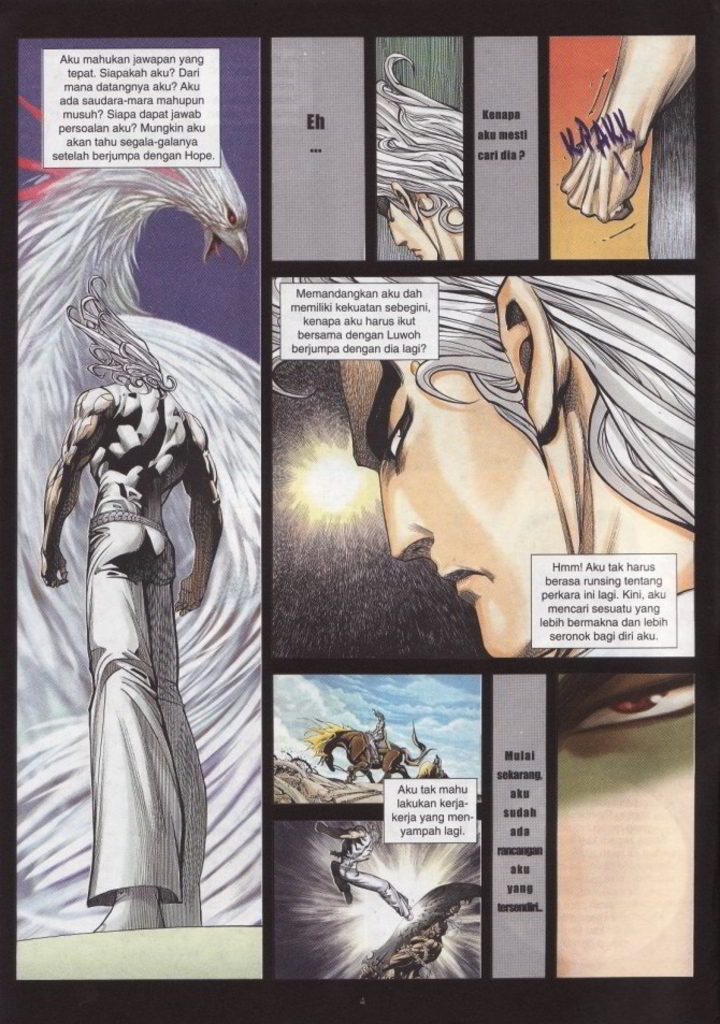 Aku mahukan jawapan yang
tepat. Siapakah aku? Dari
mana datangnya aku? Aku
ada saudara-mara mahupun
musuh? Siapa dapat jawab
persoalan aku? Mungkin aku
akan tahu segala-galanya
setelah berjumpa dengan Hope.
Eh
...
Kenapa
aku mesti
cari dia ?
KPAKK
!
Memandangkan aku dah
memiliki kekuatan sebegini,
kenapa aku harus ikut
bersama dengan Luwoh
berjumpa dengan dia lagi?
Hmm! Aku tak harus
berasa runsing tentang
perkara ini lagi. Kini, aku
mencari sesuatu yang
lebih bermakna dan lebih
seronok bagi diri aku.
Aku tak mahu
lakukan kerja-
kerja yang men-
yampah lagi.
Mulai
sekarang,
aku
sudah
ada
rancangan
aku
yang
tersendiri...
4